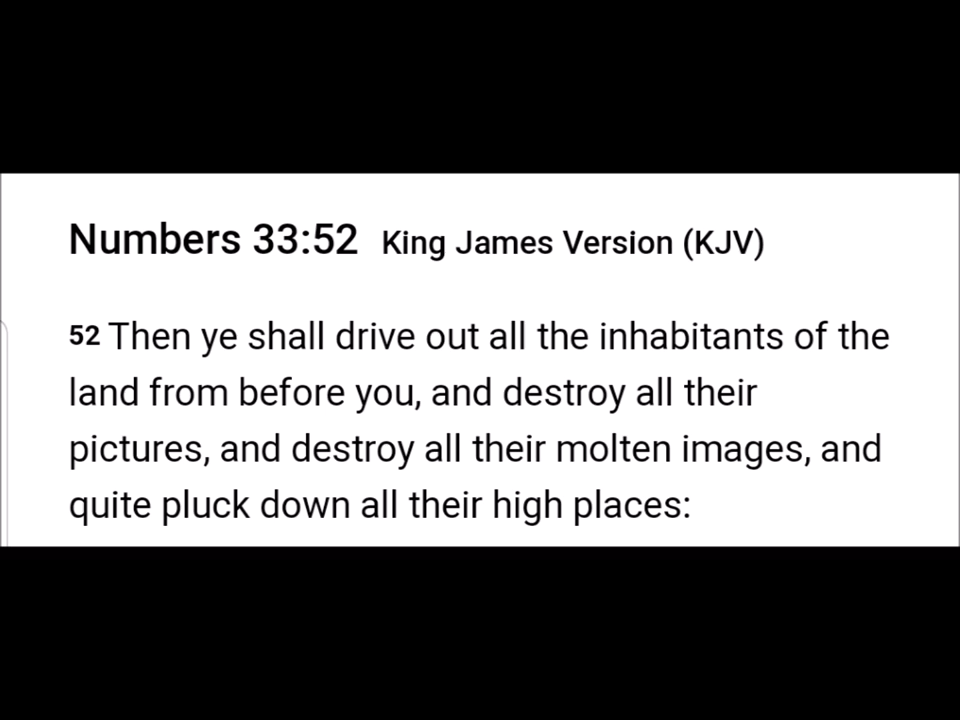 Numbers 33:52 King James Version (KJV)
52 Then ye shall drive out all the inhabitants of the
land from before you, and destroy all their
pictures, and destroy all their molten images, and
quite pluck down all their high places: